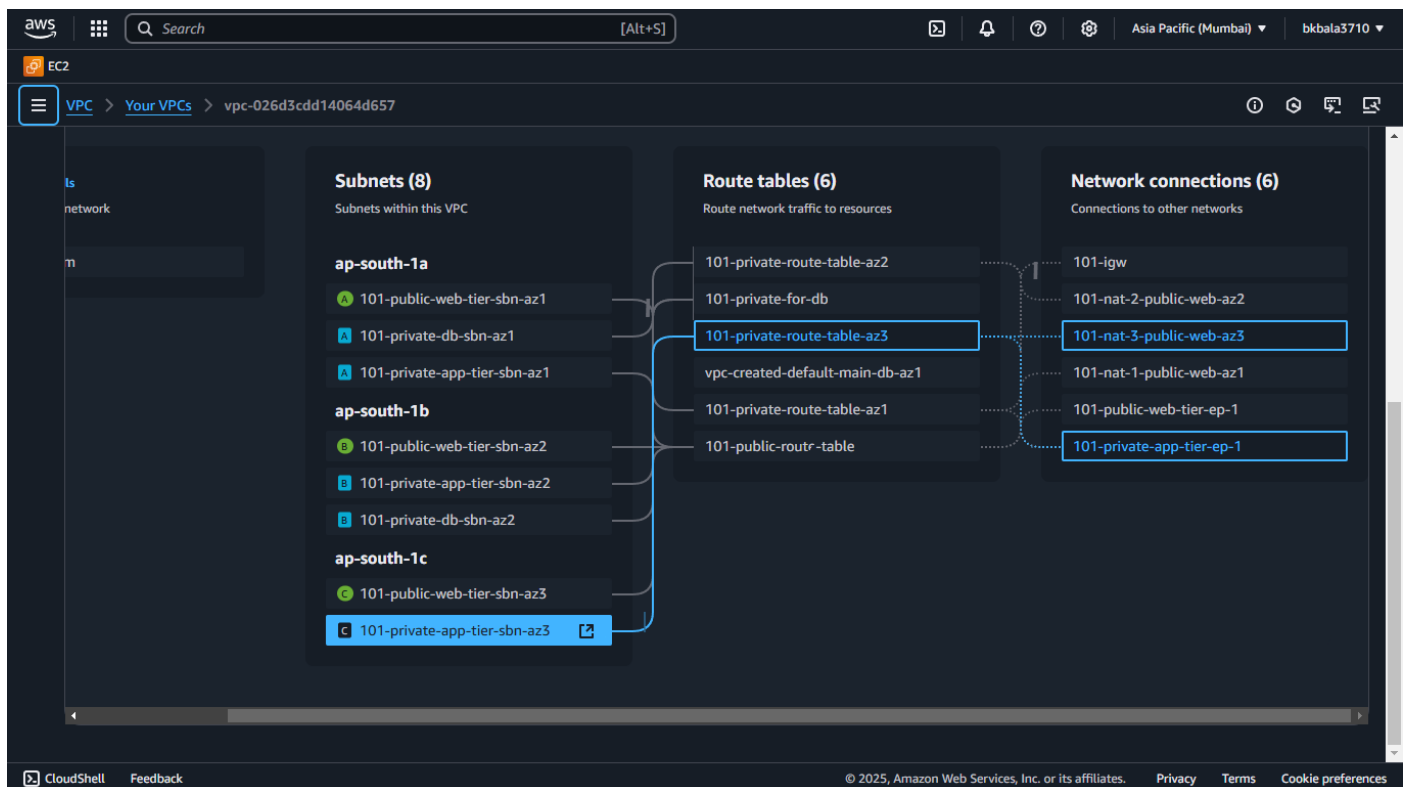 aws
Search
[Alt+S]
Asia Pacific (Mumbai)
bkbala3710
EC2
VPC > Your VPCs > vpc-026d3cdd14064d657
ls
network
m
Subnets (8)
Subnets within this VPC
ap-south-1a
A 101-public-web-tier-sbn-az1
A 101-private-db-sbn-az1
A 101-private-app-tier-sbn-az1
ap-south-1b
B 101-public-web-tier-sbn-az2
B 101-private-app-tier-sbn-az2
B 101-private-db-sbn-az2
ap-south-1c
C 101-public-web-tier-sbn-az3
C 101-private-app-tier-sbn-az3
Route tables (6)
Route network traffic to resources
101-private-route-table-az2
101-private-for-db
101-private-route-table-az3
vpc-created-default-main-db-az1
101-private-route-table-az1
101-public-route-table
Network connections (6)
Connections to other networks
101-igw
101-nat-2-public-web-az2
101-nat-3-public-web-az3
101-nat-1-public-web-az1
101-public-web-tier-ep-1
101-private-app-tier-ep-1
CloudShell
Feedback
© 2025, Amazon Web Services, Inc. or its affiliates.
Privacy
Terms
Cookie preferences